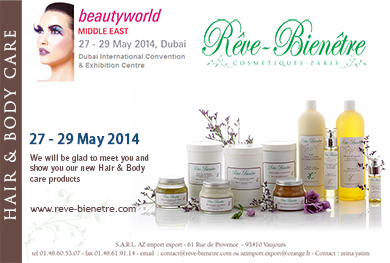 beautyworld
MIDDLE EAST
27 - 29 May 2014, Dubai
Dubai International Convention
& Exhibition Centre
Rêve-Bienêtre
COSMÉTIQUES-PARIS
HAIR & BODY CARE
27 - 29 May 2014
We will be glad to meet you and
show you our new Hair & Body
care products
www.reve-bienetre.com
Rêve-Bienêtre
S.A.R.L. AZ import export - 61 Rue de Provence - 93410 Vaujours
tel 01.48.60.53.07 - fax 01.48.61.91.14 - email : contact@reve-bienetre.com ou azimport.export@orange.fr - Contact : zeina yatim